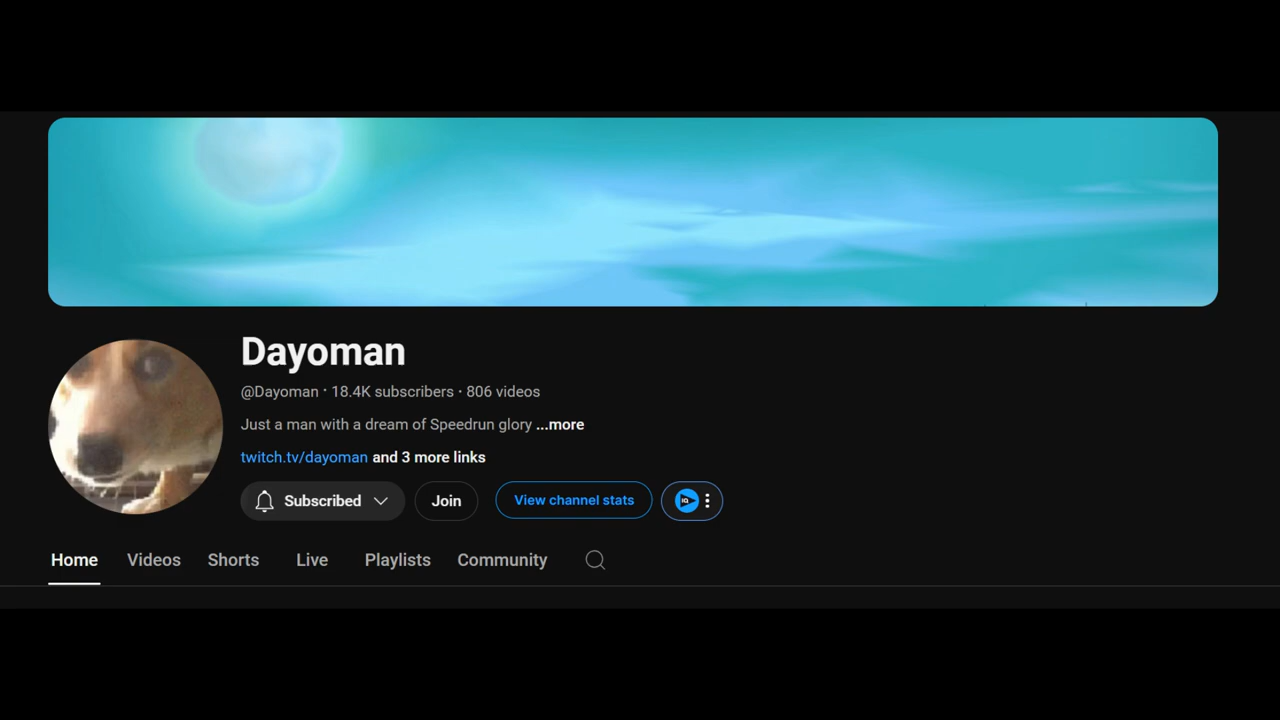 Dayoman
@Dayoman · 18.4K subscribers · 806 videos
Just a man with a dream of Speedrun glory ...more
twitch.tv/dayoman and 3 more links
Subscribed Join View channel stats IQ
Home Videos Shorts Live Playlists Community